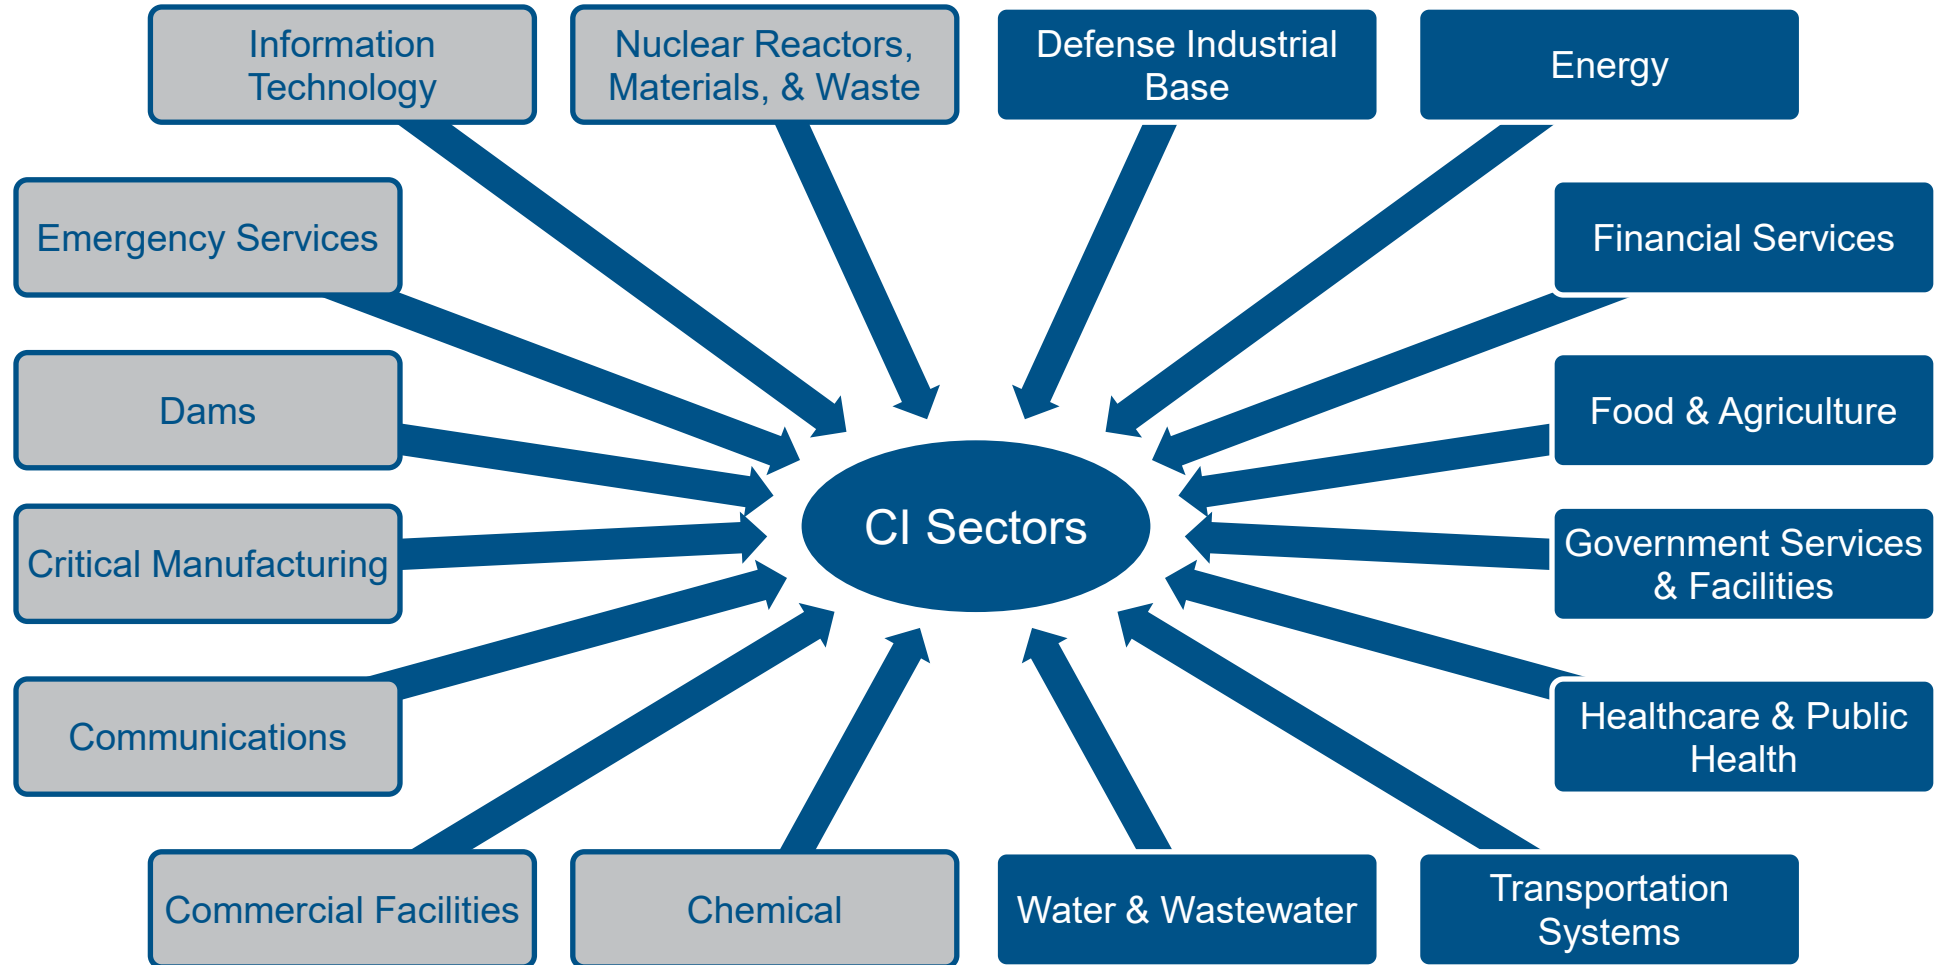 Information
Technology
Nuclear Reactors,
Materials, & Waste
Defense Industrial
Base
Energy
Emergency Services
Financial Services
Dams
Food & Agriculture
CI Sectors
Critical Manufacturing
Government Services
& Facilities
Communications
Healthcare & Public
Health
Commercial Facilities
Chemical
Water & Wastewater
Transportation
Systems